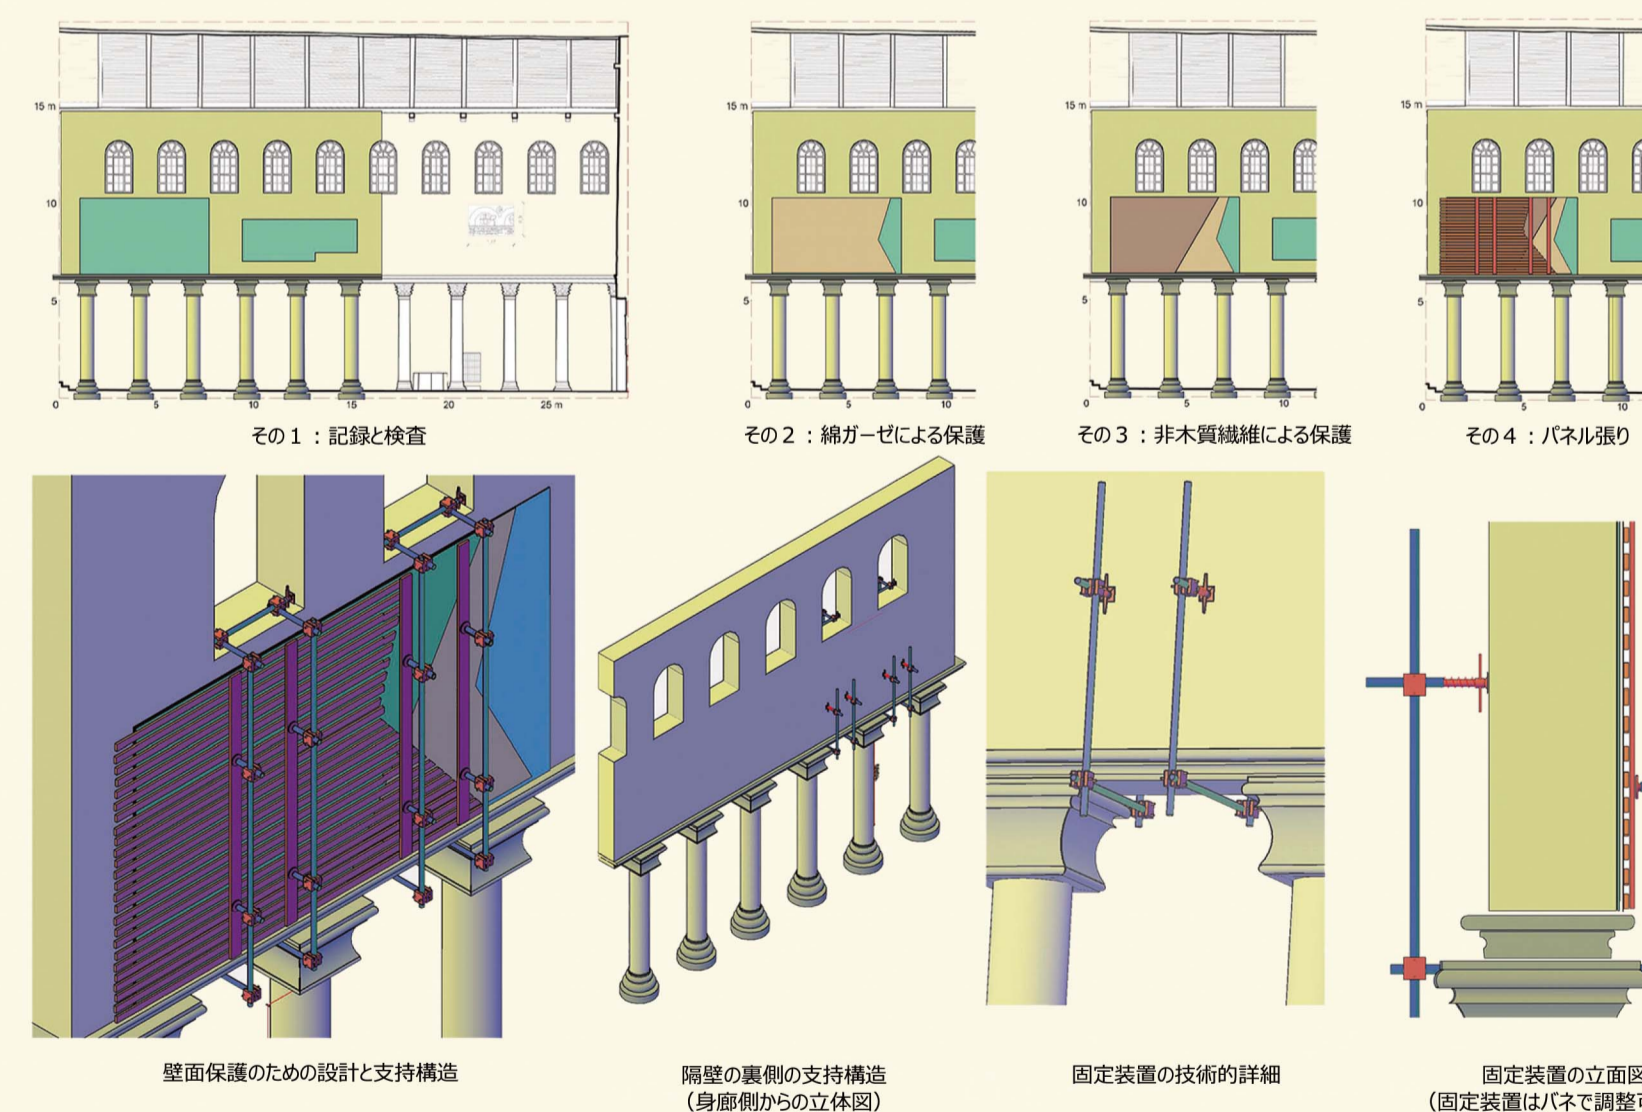 15 m
10
5
0 5 10 15 20 25 m
15 m
10
5
0 5 10
15 m
10
5
0 5 10
15 m
10
5
0 5 10
その1：記録と検査
その2：綿ガーゼによる保護
その3：非木質繊維による保護
その4：パネル張り
壁面保護のための設計と支持構造
隔壁の裏側の支持構造
（身廊側からの立体図）
固定装置の技術的詳細
固定装置の立面図
（固定装置はバネで調整可